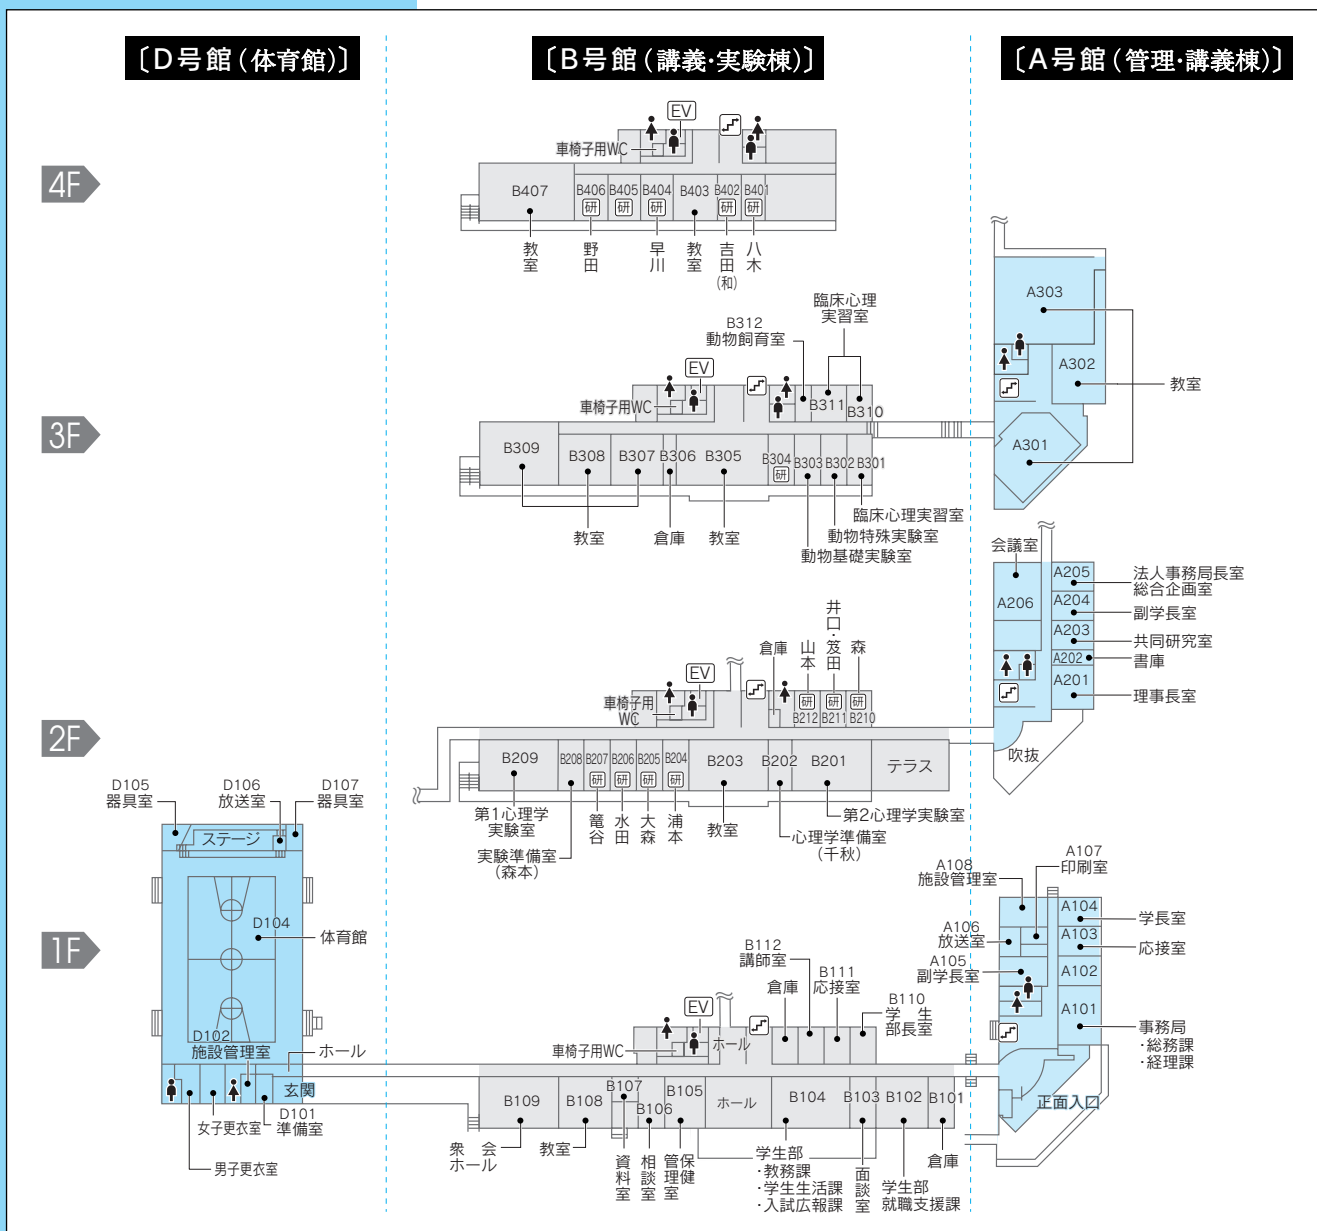 〔D号館(体育館)〕
〔B号館(講義·実験棟)〕
〔A号館(管理·講義棟)〕
4F
EV
車椅子用WC
B407
B406
B405
B404
B403
B402
B401
研
研
研
研
研
教室
野田
早川
教室
吉田(和)
八木
3F
B312
動物飼育室
臨床心理
実習室
EV
車椅子用WC
B311
B310
B309
B308
B307
B306
B305
B304
研
B303
B302
B301
教室
倉庫
教室
臨床心理実習室
動物特殊実験室
動物基礎実験室
A303
A302
A301
教室
2F
倉庫
山本
井口·笈田
森
EV
車椅子用
WC
研
研
研
B212
B211
B210
B209
B208
B207
B206
B205
B204
B203
B202
B201
テラス
研
研
研
研
第1心理学
実験室
実験準備室
(森本)
篭谷
水田
大森
浦本
教室
第2心理学実験室
心理学準備室
(千秋)
会議室
A206
A205
A204
A203
A202
A201
法人事務局長室
総合企画室
副学長室
共同研究室
書庫
理事長室
吹抜
1F
D105
器具室
D106
放送室
D107
器具室
ステージ
D104
体育館
D102
施設管理室
ホール
玄関
D101
準備室
女子更衣室
男子更衣室
B112
講師室
倉庫
B111
応接室
B110
学生
部長室
EV
車椅子用WC
ホール
B109
B108
B107
B106
B105
ホール
B104
B103
B102
B101
衆会
ホール
教室
資料室
相談室
保健
管理室
学生部
·教務課
·学生生活課
·入試広報課
面談室
学生部
就職支援課
倉庫
A107
印刷室
A108
施設管理室
A106
放送室
A105
副学長室
A104
A103
A102
A101
学長室
応接室
事務局
·総務課
·経理課
正面入口